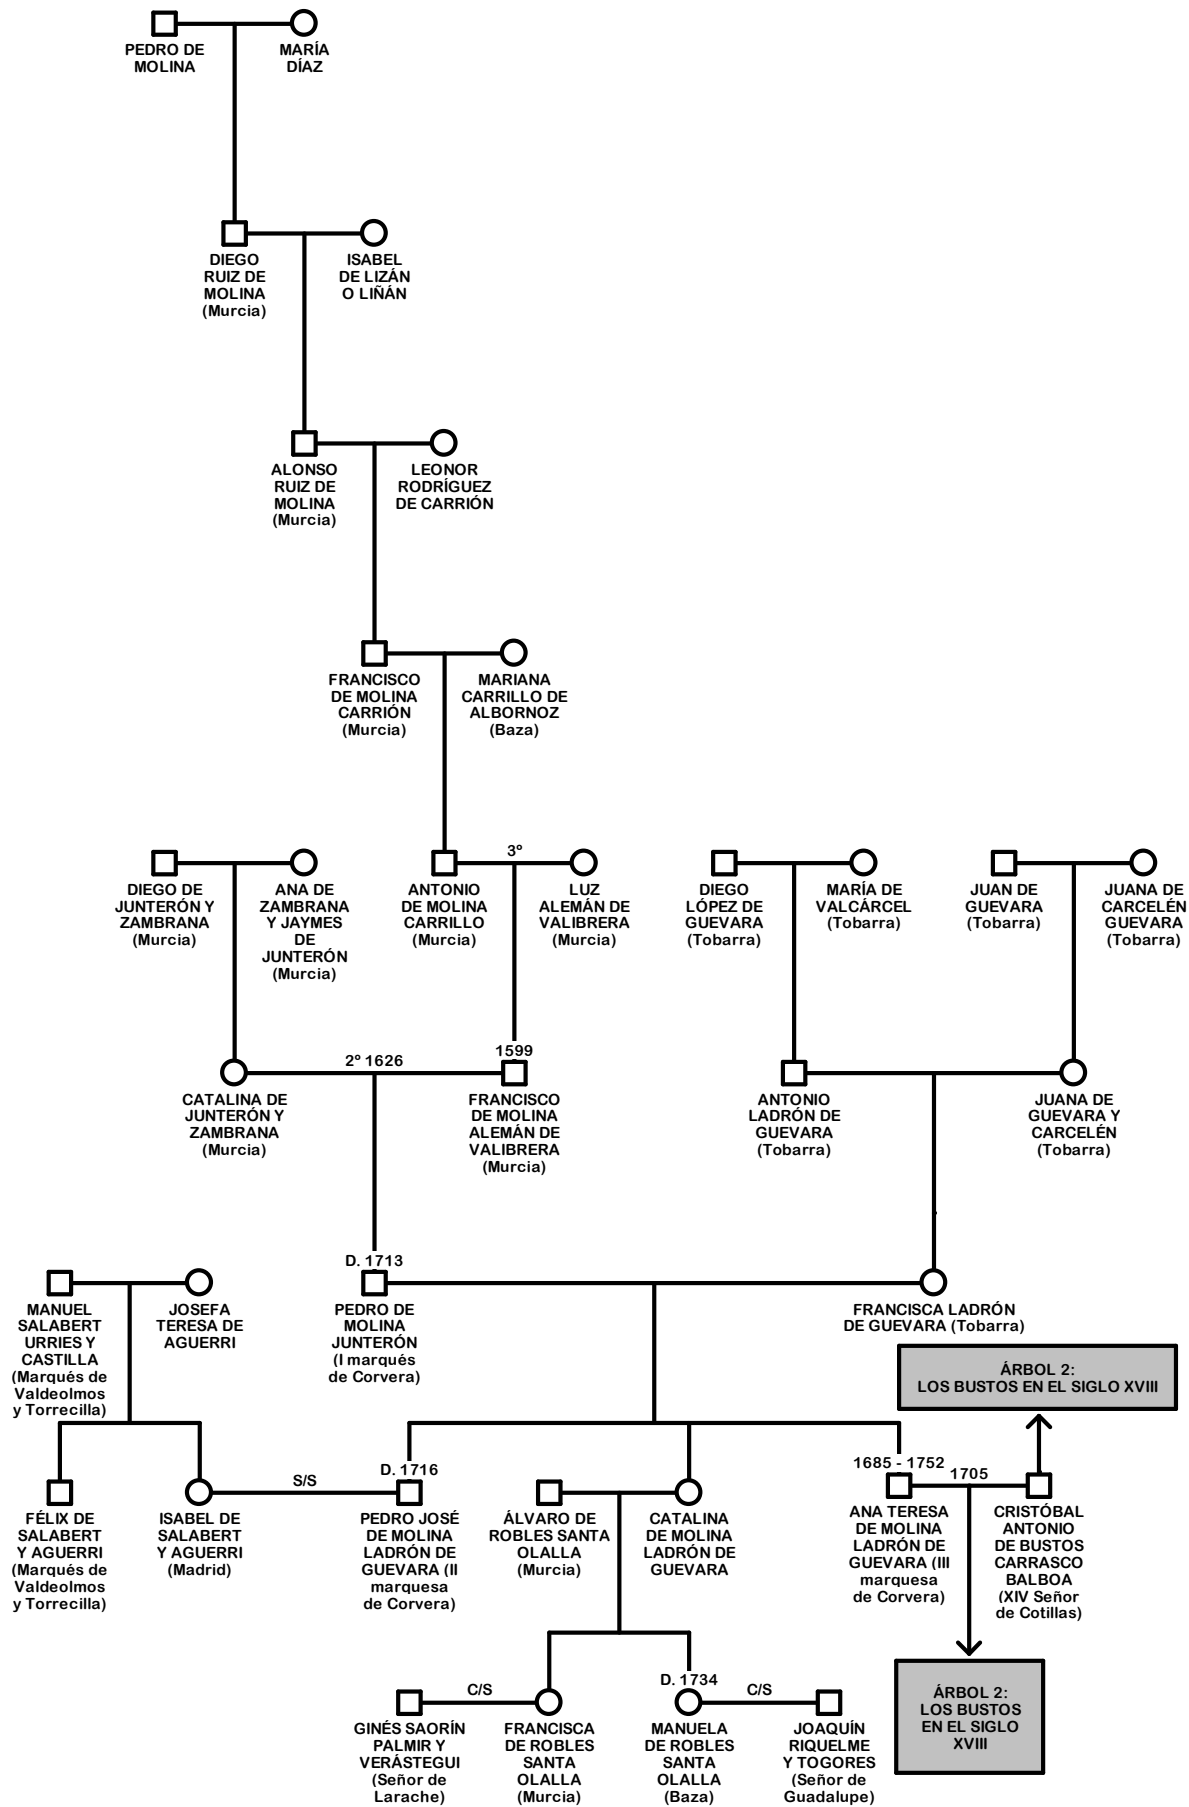 PEDRO DE
MOLINA
MARÍA
DÍAZ
DIEGO
RUIZ DE
MOLINA
(Murcia)
ISABEL
DE LIZÁN
O LIÑÁN
ALONSO
RUIZ DE
MOLINA
(Murcia)
LEONOR
RODRÍGUEZ
DE CARRIÓN
FRANCISCO
DE MOLINA
CARRIÓN
(Murcia)
MARIANA
CARRILLO DE
ALBORNOZ
(Baza)
DIEGO DE
JUNTERÓN Y
ZAMBRANA
(Murcia)
ANA DE
ZAMBRANA
Y JAYMES
DE
JUNTERÓN
(Murcia)
3º
ANTONIO
DE MOLINA
CARRILLO
(Murcia)
LUZ
ALEMÁN DE
VALIBRERA
(Murcia)
DIEGO
LÓPEZ DE
GUEVARA
(Tobarra)
MARÍA DE
VALCÁRCEL
(Tobarra)
JUAN DE
GUEVARA
(Tobarra)
JUANA DE
CARCELÉN
GUEVARA
(Tobarra)
2º 1626
1599
CATALINA DE
JUNTERÓN Y
ZAMBRANA
(Murcia)
FRANCISCO
DE MOLINA
ALEMÁN DE
VALIBRERA
(Murcia)
ANTONIO
LADRÓN DE
GUEVARA
(Tobarra)
JUANA DE
GUEVARA Y
CARCELÉN
(Tobarra)
D. 1713
MANUEL
SALABERT
URRIES Y
CASTILLA
(Marqués de
Valdeolmos
y Torrecilla)
JOSEFA
TERESA DE
AGUERRI
PEDRO DE
MOLINA
JUNTERÓN
(I marqués
de Corvera)
FRANCISCA LADRÓN
DE GUEVARA (Tobarra)
ÁRBOL 2:
LOS BUSTOS EN EL SIGLO XVIII
S/S
D. 1716
1685 - 1752
1705
FÉLIX DE
SALABERT
Y AGUERRI
(Marqués de
Valdeolmos
y Torrecilla)
ISABEL DE
SALABERT
Y AGUERRI
(Madrid)
PEDRO JOSÉ
DE MOLINA
LADRÓN DE
GUEVARA (II
marquesa
de Corvera)
ÁLVARO DE
ROBLES SANTA
OLALLA
(Murcia)
CATALINA
DE MOLINA
LADRÓN DE
GUEVARA
ANA TERESA
DE MOLINA
LADRÓN DE
GUEVARA (III
marquesa
de Corvera)
CRISTÓBAL
ANTONIO
DE BUSTOS
CARRASCO
BALBOA
(XIV Señor
de Cotillas)
C/S
D. 1734
C/S
GINÉS SAORÍN
PALMIR Y
VERÁSTEGUI
(Señor de
Larache)
FRANCISCA
DE ROBLES
SANTA
OLALLA
(Murcia)
MANUELA
DE ROBLES
SANTA
OLALLA
(Baza)
JOAQUÍN
RIQUELME
Y TOGORES
(Señor de
Guadalupe)
ÁRBOL 2:
LOS BUSTOS
EN EL SIGLO
XVIII